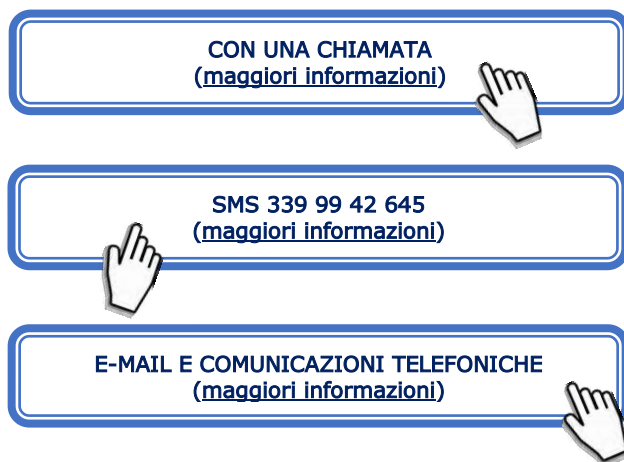 CON UNA CHIAMATA
(maggiori informazioni)
SMS 339 99 42 645
(maggiori informazioni)
E-MAIL E COMUNICAZIONI TELEFONICHE
(maggiori informazioni)